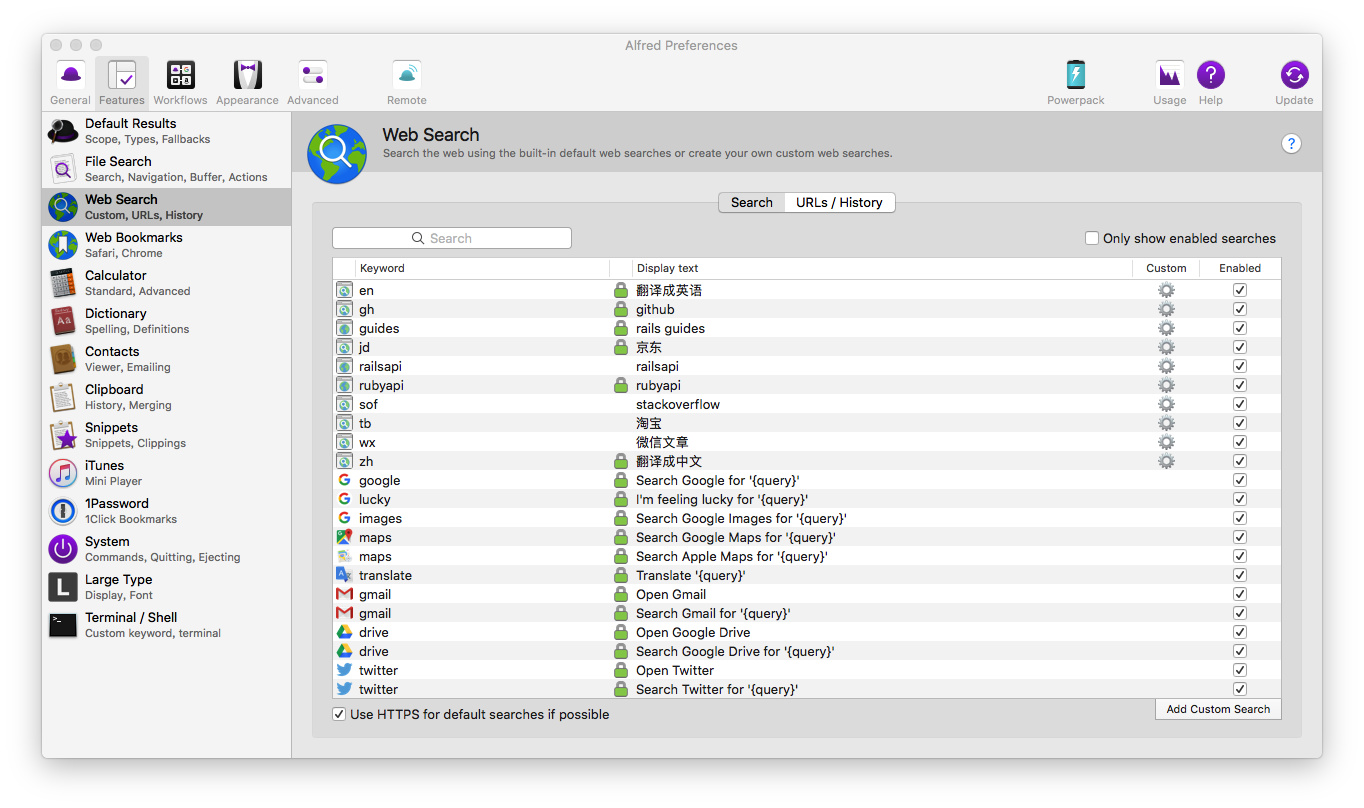 Alfred Preferences
General Features Workflows Appearance Advanced Remote Powerpack Usage Help Update
Default Results
Scope, Types, Fallbacks
File Search
Search, Navigation, Buffer, Actions
Web Search
Custom, URLs, History
Web Bookmarks
Safari, Chrome
Calculator
Standard, Advanced
Dictionary
Spelling, Definitions
Contacts
Viewer, Emailing
Clipboard
History, Merging
Snippets
Snippets, Clippings
iTunes
Mini Player
1Password
1Click Bookmarks
System
Commands, Quitting, Ejecting
Large Type
Display, Font
Terminal / Shell
Custom keyword, terminal
Web Search
Search the web using the built-in default web searches or create your own custom web searches.
Search URLs / History
Search
Only show enabled searches
Keyword Display text Custom Enabled
en 翻译成英语
gh github
guides rails guides
jd 京东
railsapi railsapi
rubyapi rubyapi
sof stackoverflow
tb 淘宝
wx 微信文章
zh 翻译成中文
google Search Google for '{query}'
lucky I'm feeling lucky for '{query}'
images Search Google Images for '{query}'
maps Search Google Maps for '{query}'
maps Search Apple Maps for '{query}'
translate Translate '{query}'
gmail Open Gmail
gmail Search Gmail for '{query}'
drive Open Google Drive
drive Search Google Drive for '{query}'
twitter Open Twitter
twitter Search Twitter for '{query}'
Use HTTPS for default searches if possible
Add Custom Search